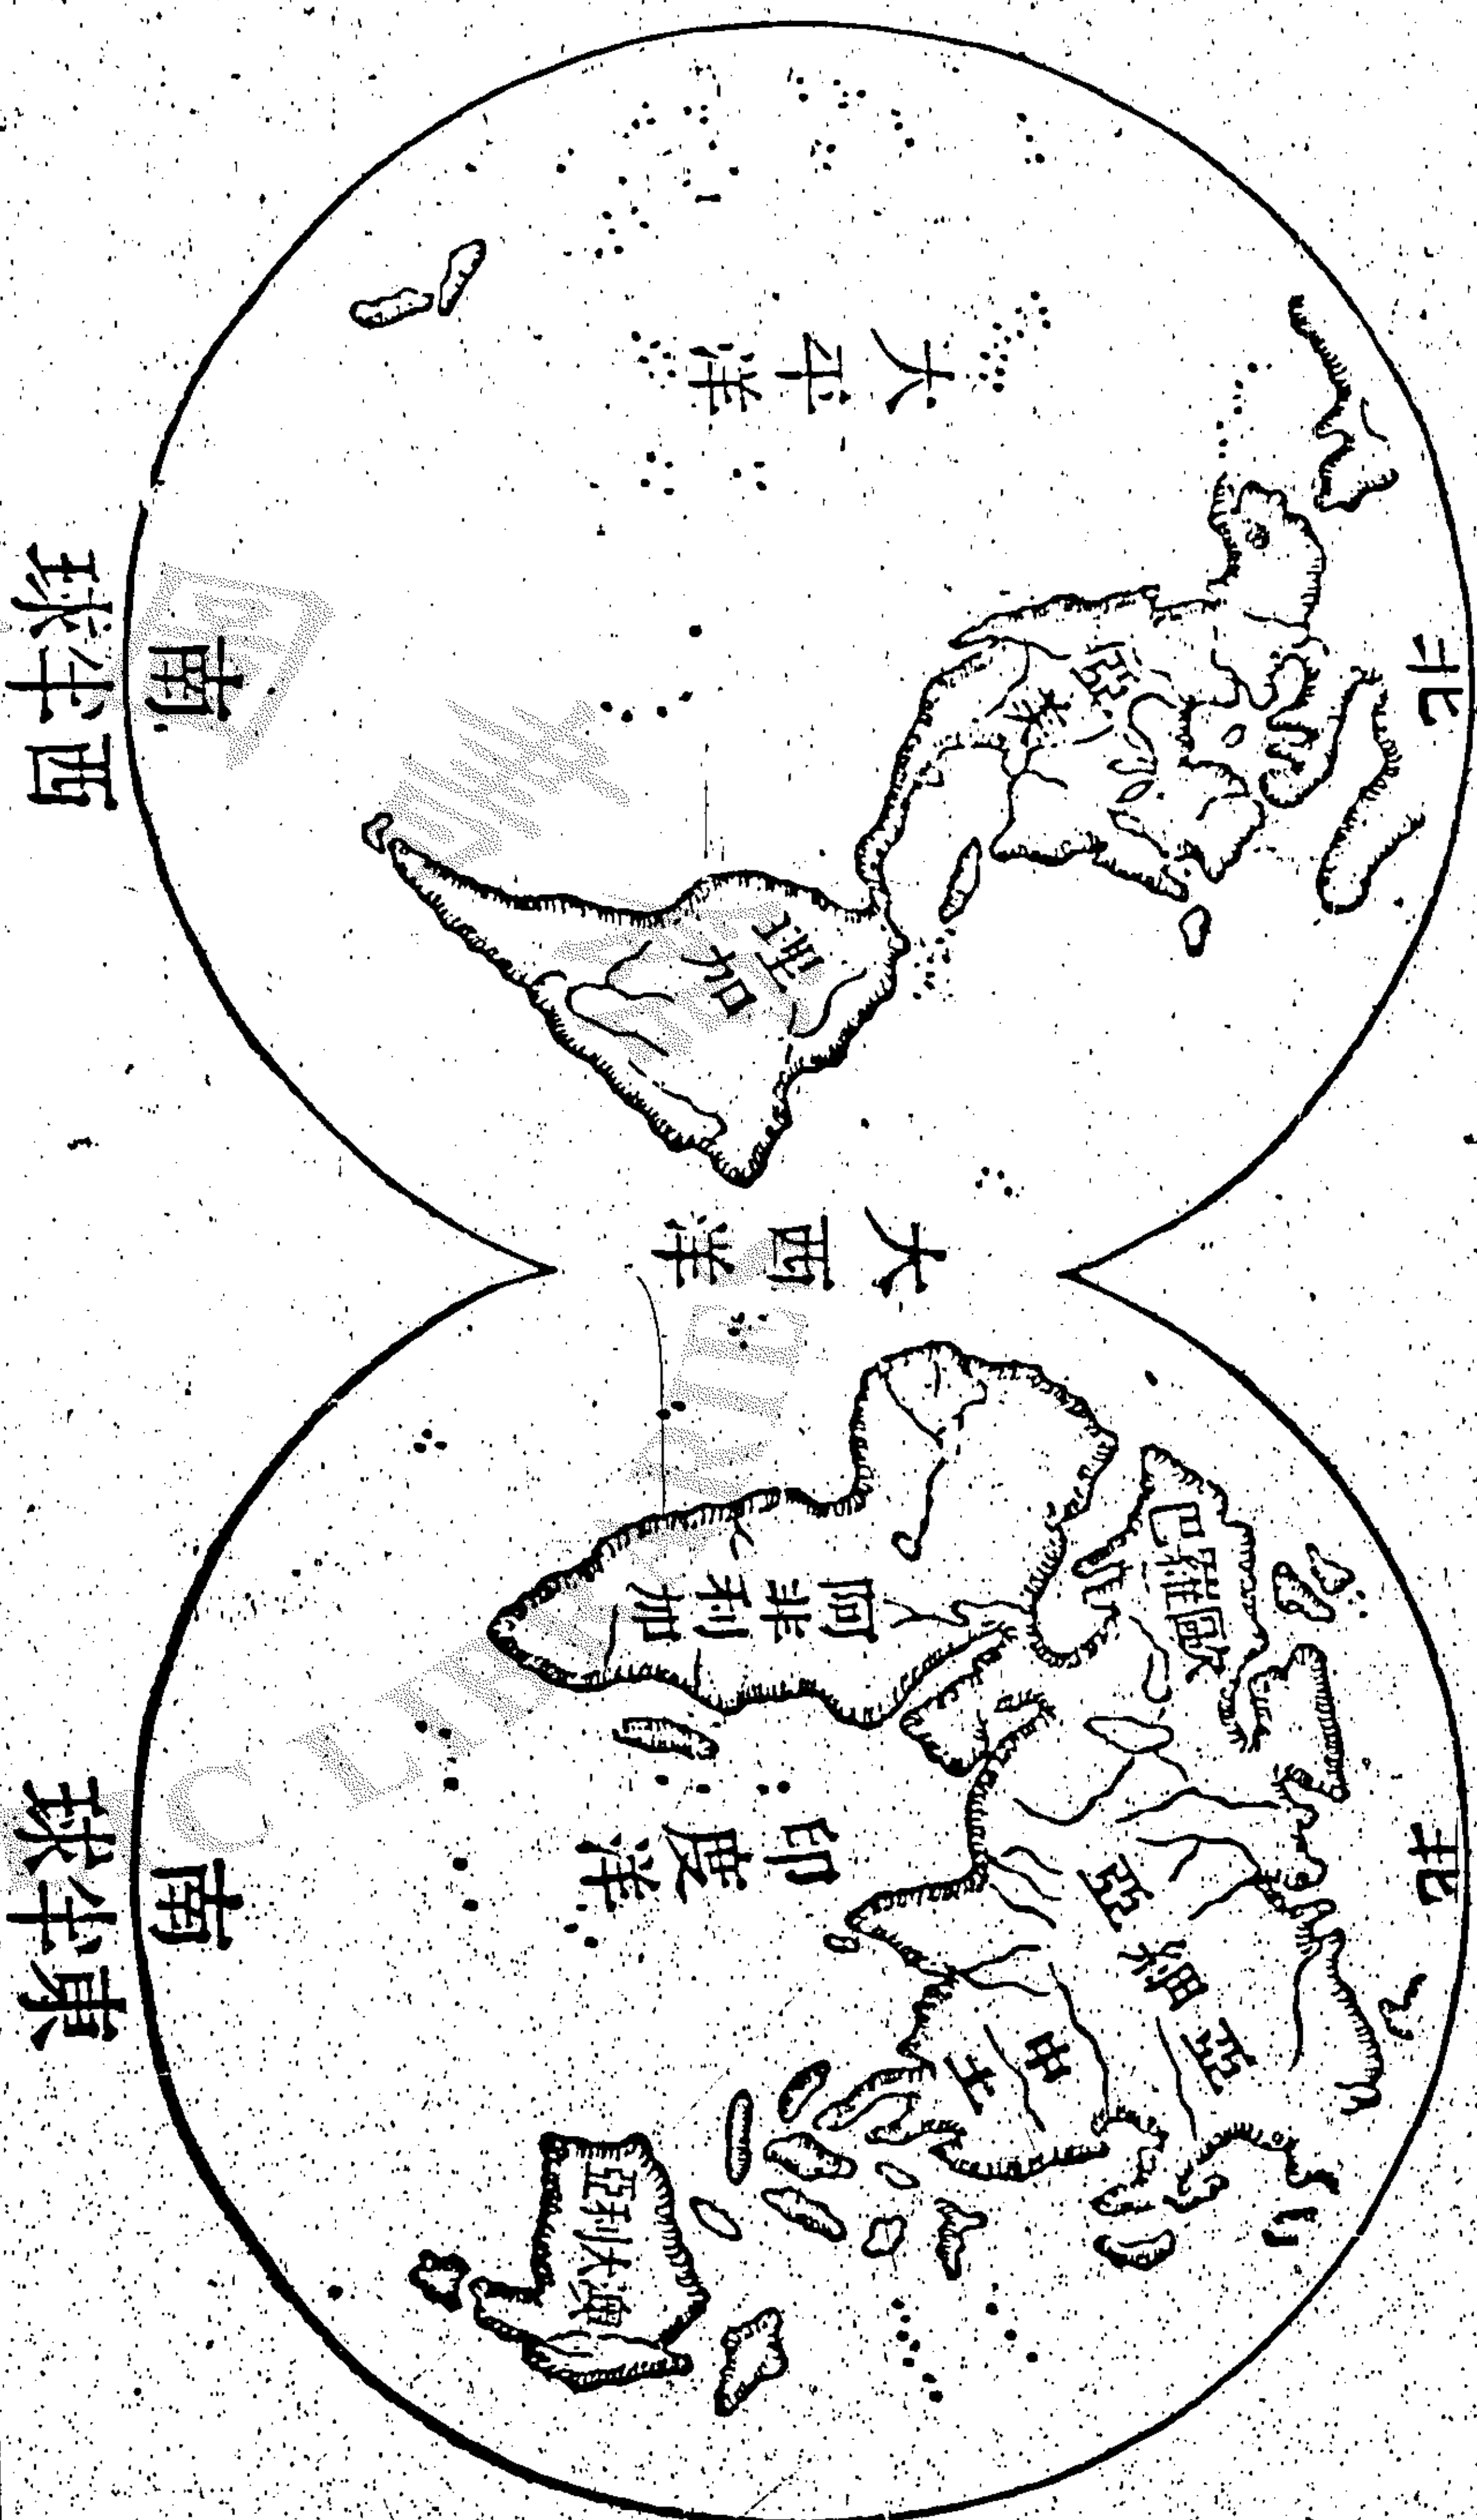 北
北
大平洋
亞米理加
大西洋
歐羅巴
阿非利加
亞細亞
中土
印度洋
澳大利亞
南
南
西半球
東半球